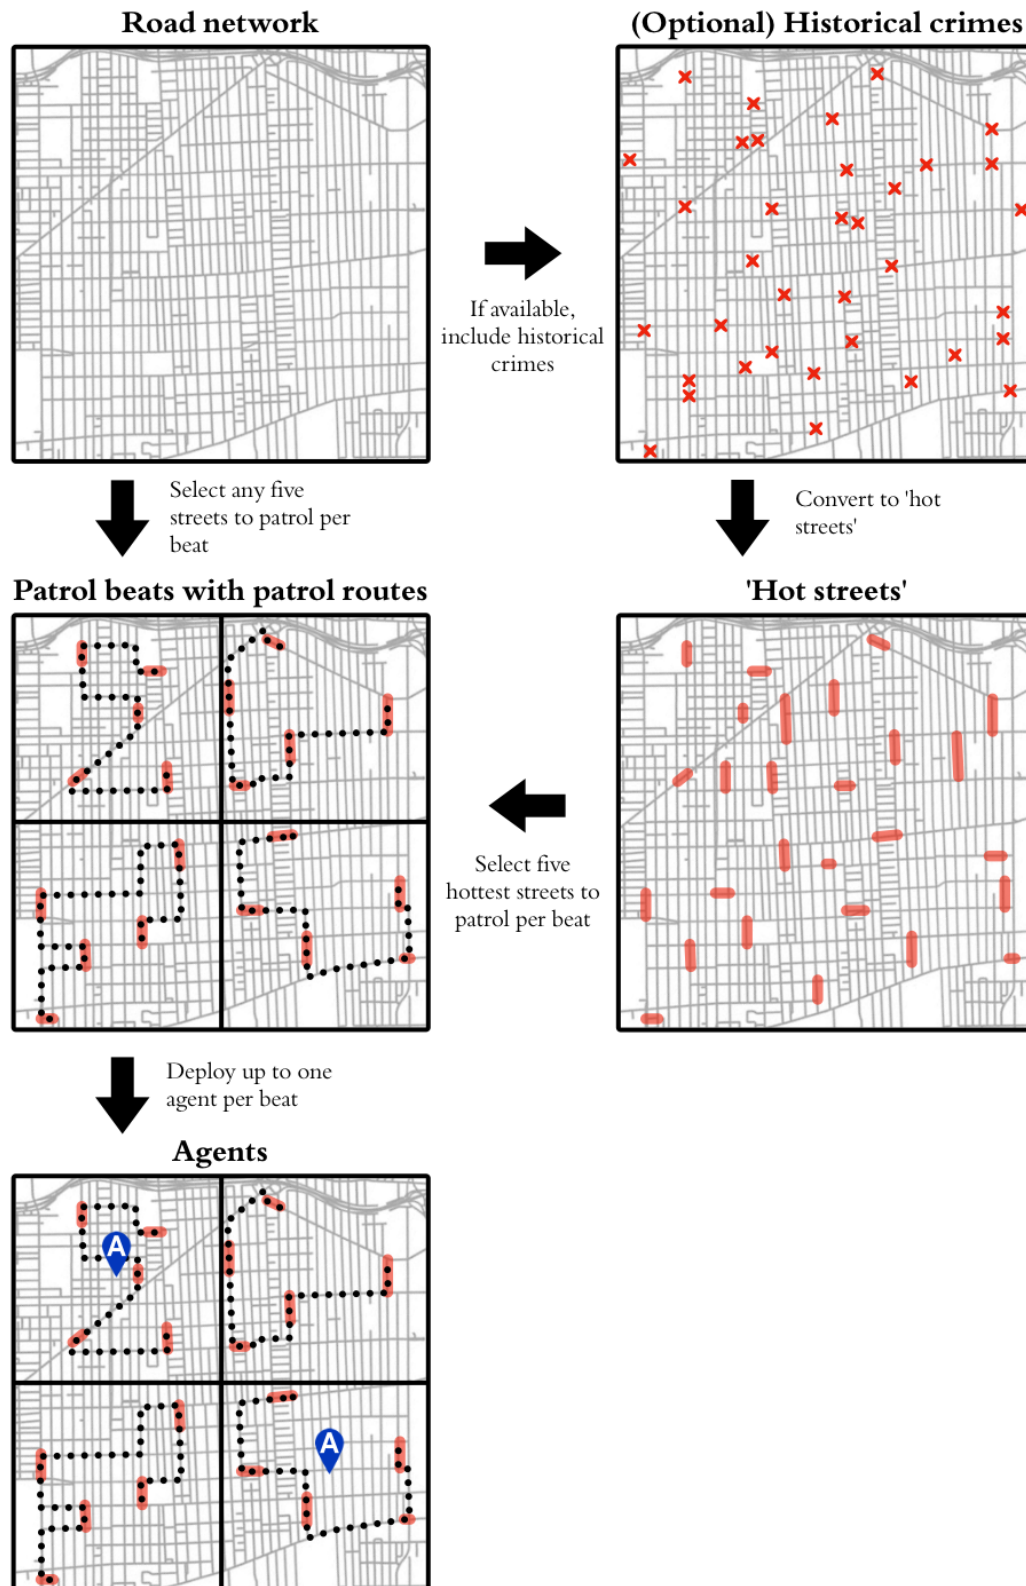 Road network
(Optional) Historical crimes
If available,
include historical
crimes
Select any five
streets to patrol per
beat
Convert to 'hot
streets'
Patrol beats with patrol routes
'Hot streets'
Select five
hottest streets to
patrol per beat
Deploy up to one
agent per beat
Agents
A
A